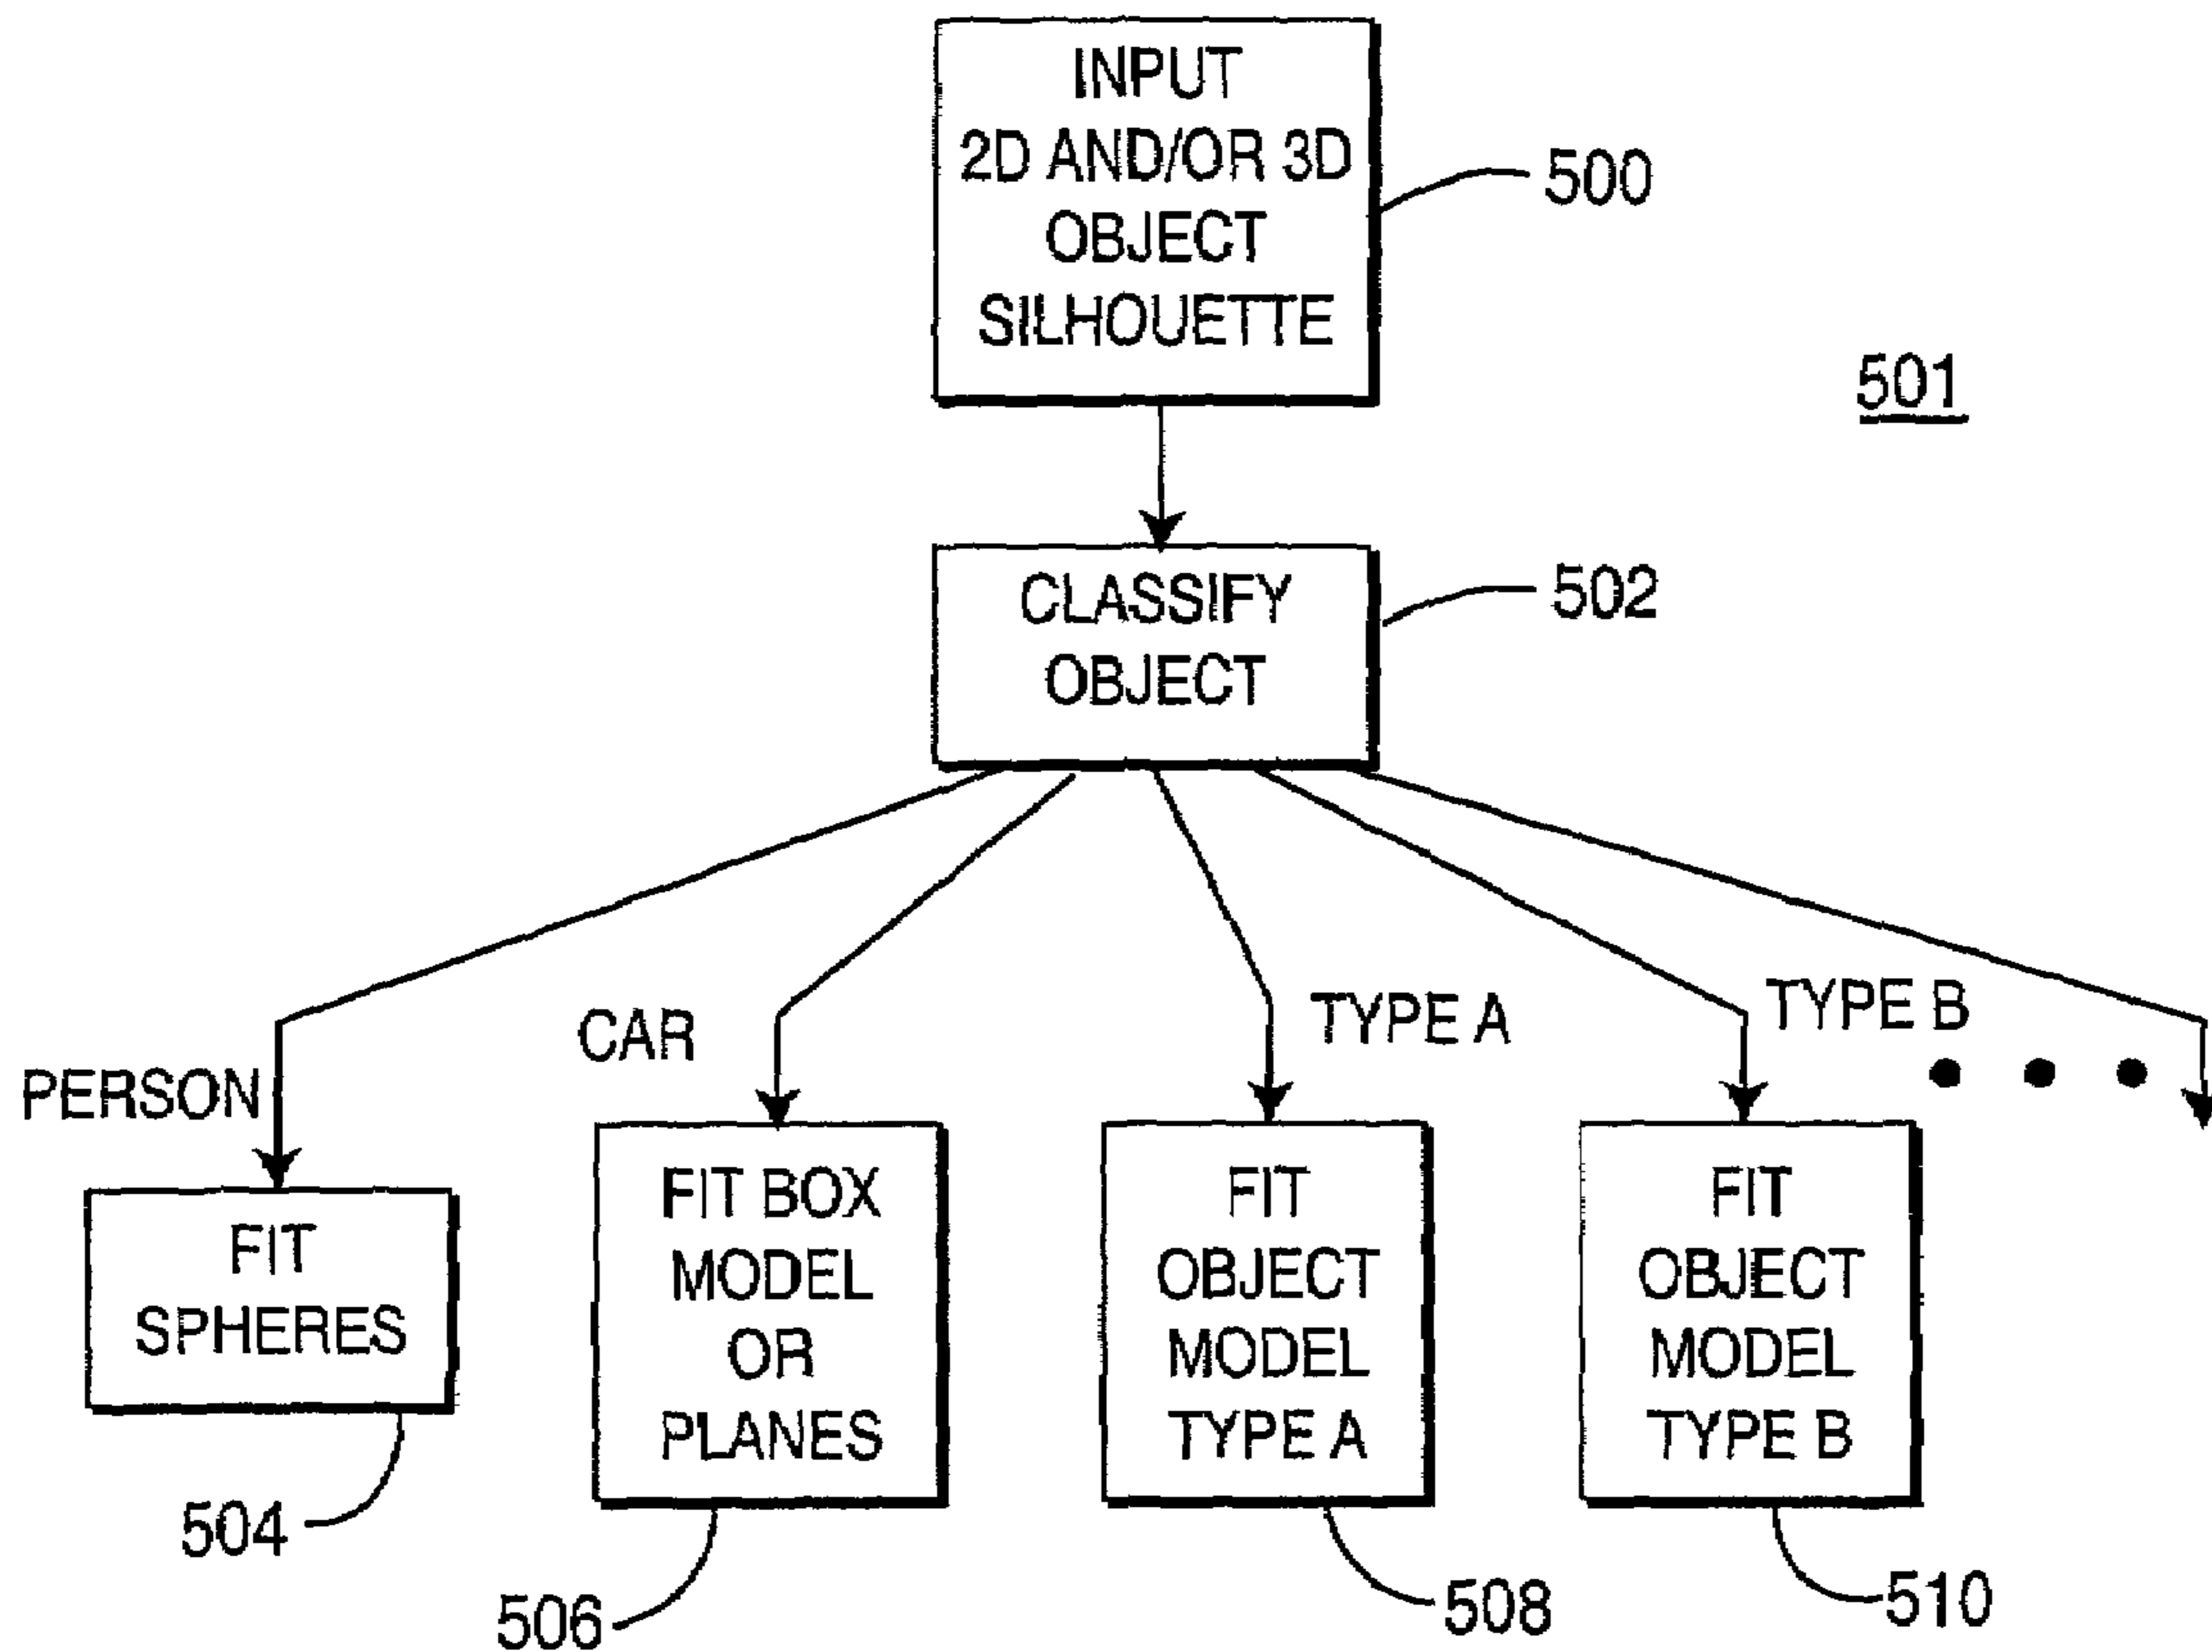 INPUT
2D AND/OR 3D
OBJECT
SILHOUETTE
500
501
CLASSIFY
OBJECT
502
PERSON
CAR
TYPE A
TYPE B
FIT
SPHERES
504
FIT BOX
MODEL
OR
PLANES
506
FIT
OBJECT
MODEL
TYPE A
508
FIT
OBJECT
MODEL
TYPE B
510